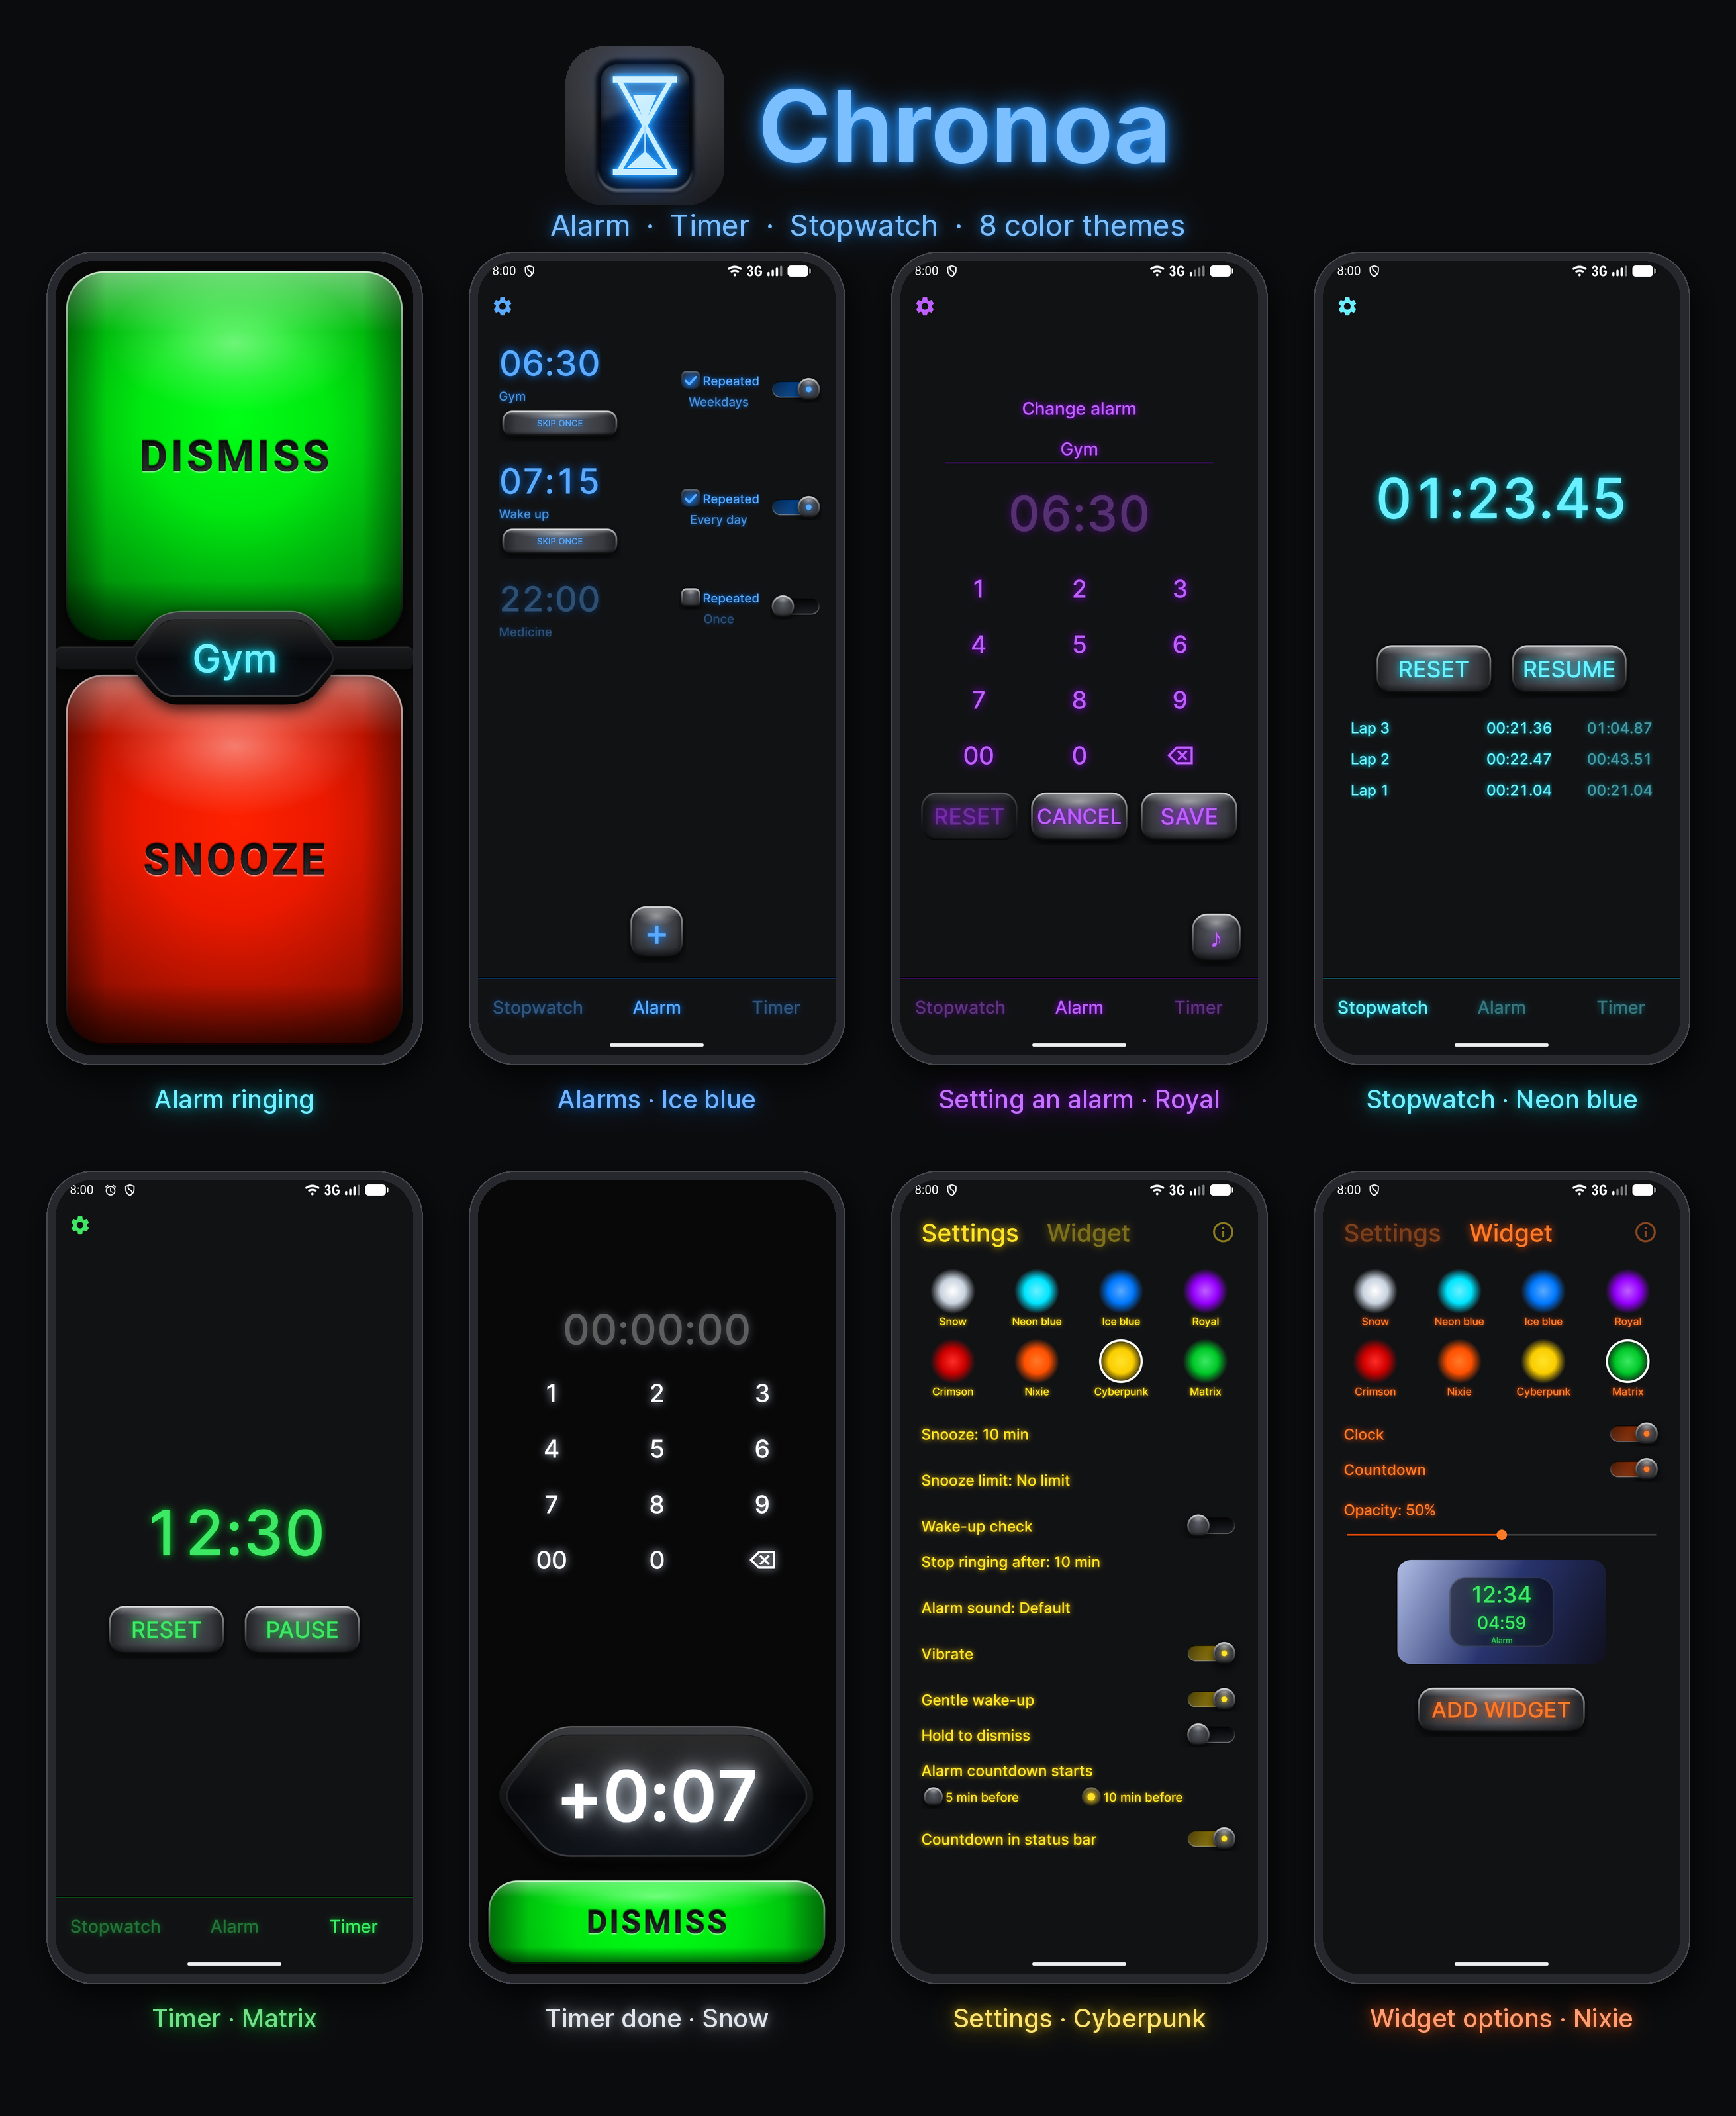 Chronoa
Alarm · Timer · Stopwatch · 8 color themes
DISMISS
Gym
SNOOZE
Alarm ringing
8:00 3G
06:30
Gym
SKIP ONCE
Repeated
Weekdays
07:15
Wake up
SKIP ONCE
Repeated
Every day
22:00
Medicine
Repeated
Once
+
Stopwatch Alarm Timer
Alarms · Ice blue
8:00 3G
Change alarm
Gym
06:30
1 2 3
4 5 6
7 8 9
00 0
RESET CANCEL SAVE
Stopwatch Alarm Timer
Setting an alarm · Royal
8:00 3G
01:23.45
RESET RESUME
Lap 3 00:21.36 01:04.87
Lap 2 00:22.47 00:43.51
Lap 1 00:21.04 00:21.04
Stopwatch Alarm Timer
Stopwatch · Neon blue
8:00 3G
12:30
RESET PAUSE
Stopwatch Alarm Timer
Timer · Matrix
00:00:00
1 2 3
4 5 6
7 8 9
00 0
+0:07
DISMISS
Timer done · Snow
8:00 3G
Settings Widget
Snow Neon blue Ice blue Royal
Crimson Nixie Cyberpunk Matrix
Snooze: 10 min
Snooze limit: No limit
Wake-up check
Stop ringing after: 10 min
Alarm sound: Default
Vibrate
Gentle wake-up
Hold to dismiss
Alarm countdown starts
5 min before 10 min before
Countdown in status bar
Settings · Cyberpunk
8:00 3G
Settings Widget
Snow Neon blue Ice blue Royal
Crimson Nixie Cyberpunk Matrix
Clock
Countdown
Opacity: 50%
12:34
04:59
Alarm
ADD WIDGET
Widget options · Nixie